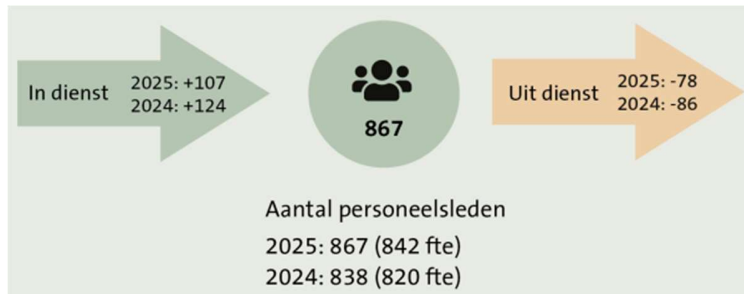 In dienst
2025: +107
2024: +124
867
Uit dienst
2025: -78
2024: -86
Aantal personeelsleden
2025: 867 (842 fte)
2024: 838 (820 fte)